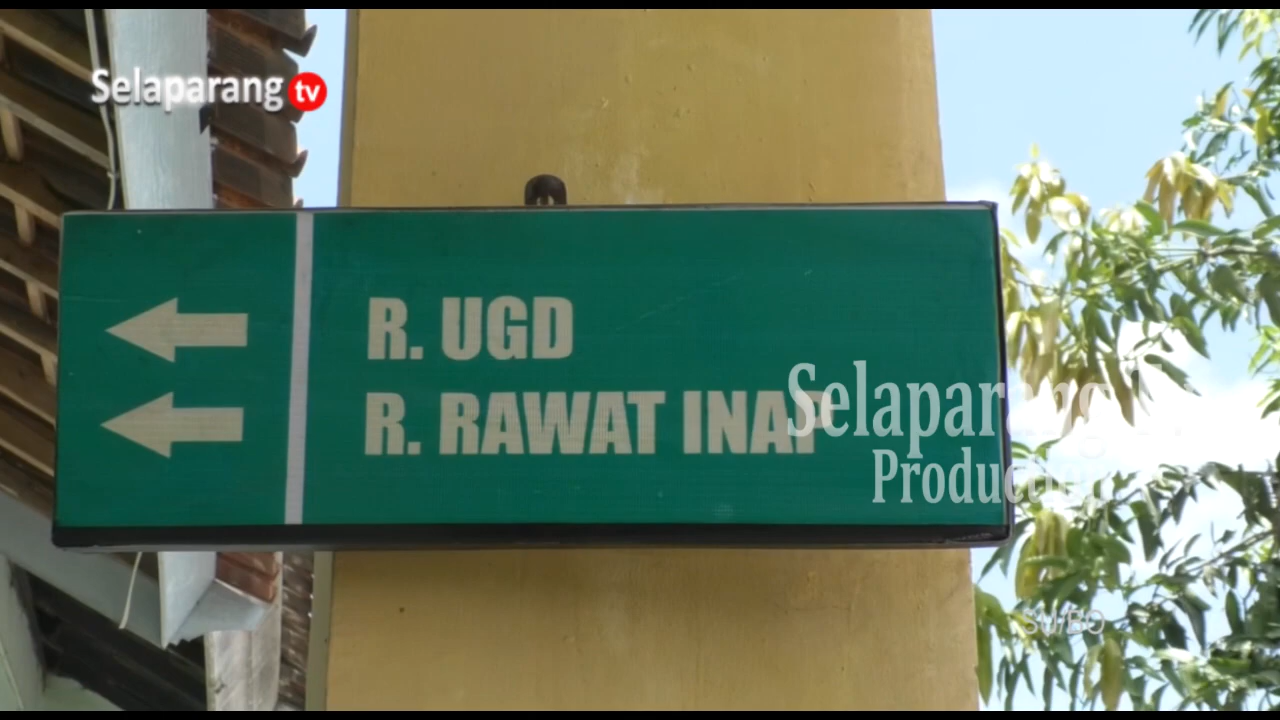 Selaparang tv
R. UGD
R. RAWAT INAP
Selaparang
Production